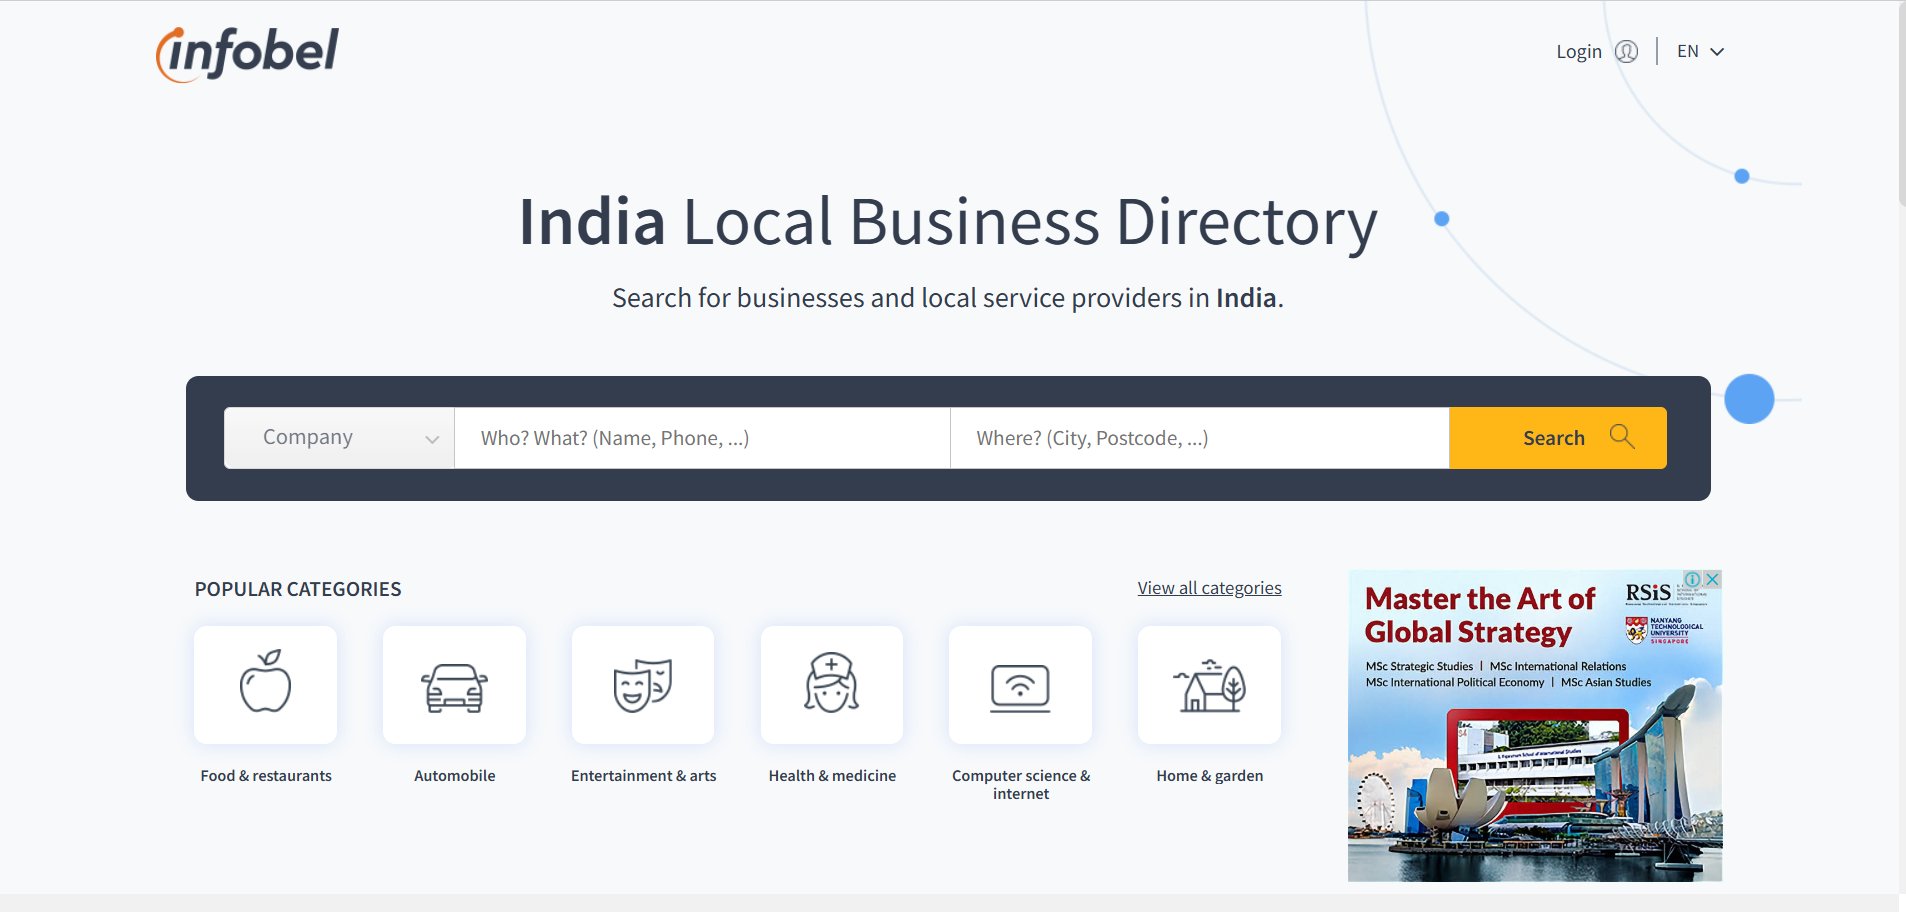 infobel
Login
EN
India Local Business Directory
Search for businesses and local service providers in India.
Company
Who? What? (Name, Phone, ...)
Where? (City, Postcode, ...)
Search
POPULAR CATEGORIES
View all categories
Food & restaurants
Automobile
Entertainment & arts
Health & medicine
Computer science &
internet
Home & garden
Master the Art of
Global Strategy
RSiS
NANYANG
TECHNOLOGICAL
UNIVERSITY
SINGAPORE
MSc Strategic Studies | MSc International Relations
MSc International Political Economy | MSc Asian Studies